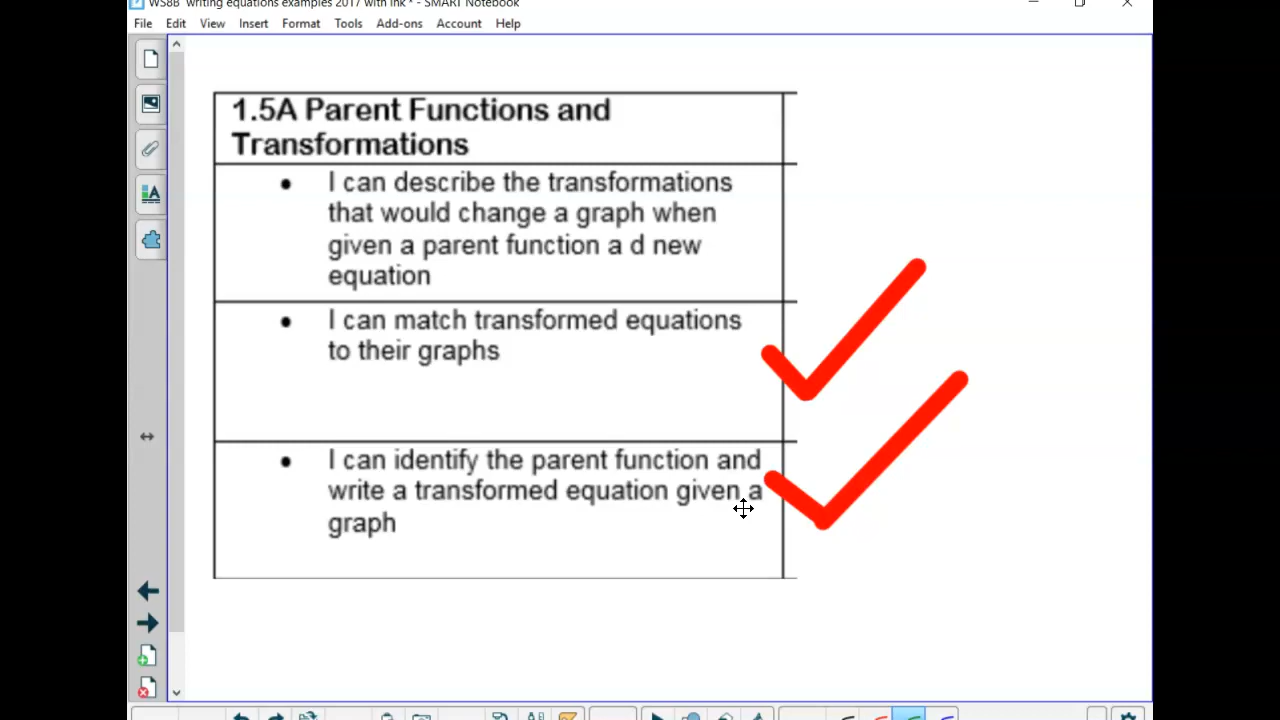 WS8B writing equations examples 2017 with ink * - SMART Notebook
File Edit View Insert Format Tools Add-ons Account Help
1.5A Parent Functions and
Transformations
• I can describe the transformations
that would change a graph when
given a parent function a d new
equation
• I can match transformed equations
to their graphs
• I can identify the parent function and
write a transformed equation given a
graph